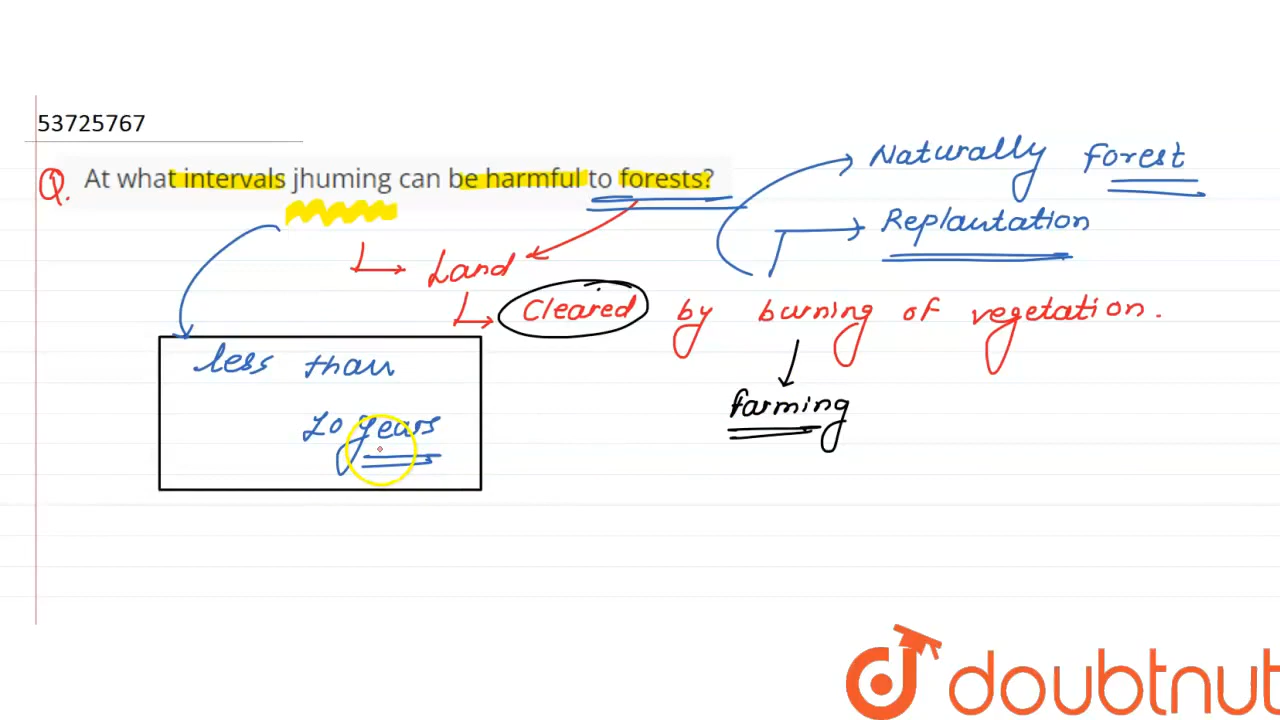 53725767
Q. At what intervals jhuming can be harmful to forests?
Naturally forest
Replantation
Land
Cleared by burning of vegetation.
less than
farming
20 years
doubtnut